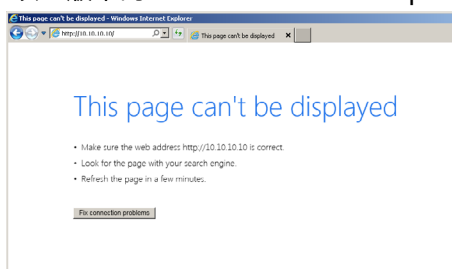 This page can't be displayed - Windows Internet Explorer
http://10.10.10.10/
This page can't be displayed
This page can't be displayed
• Make sure the web address http://10.10.10.10 is correct.
• Look for the page with your search engine.
• Refresh the page in a few minutes.
Fix connection problems